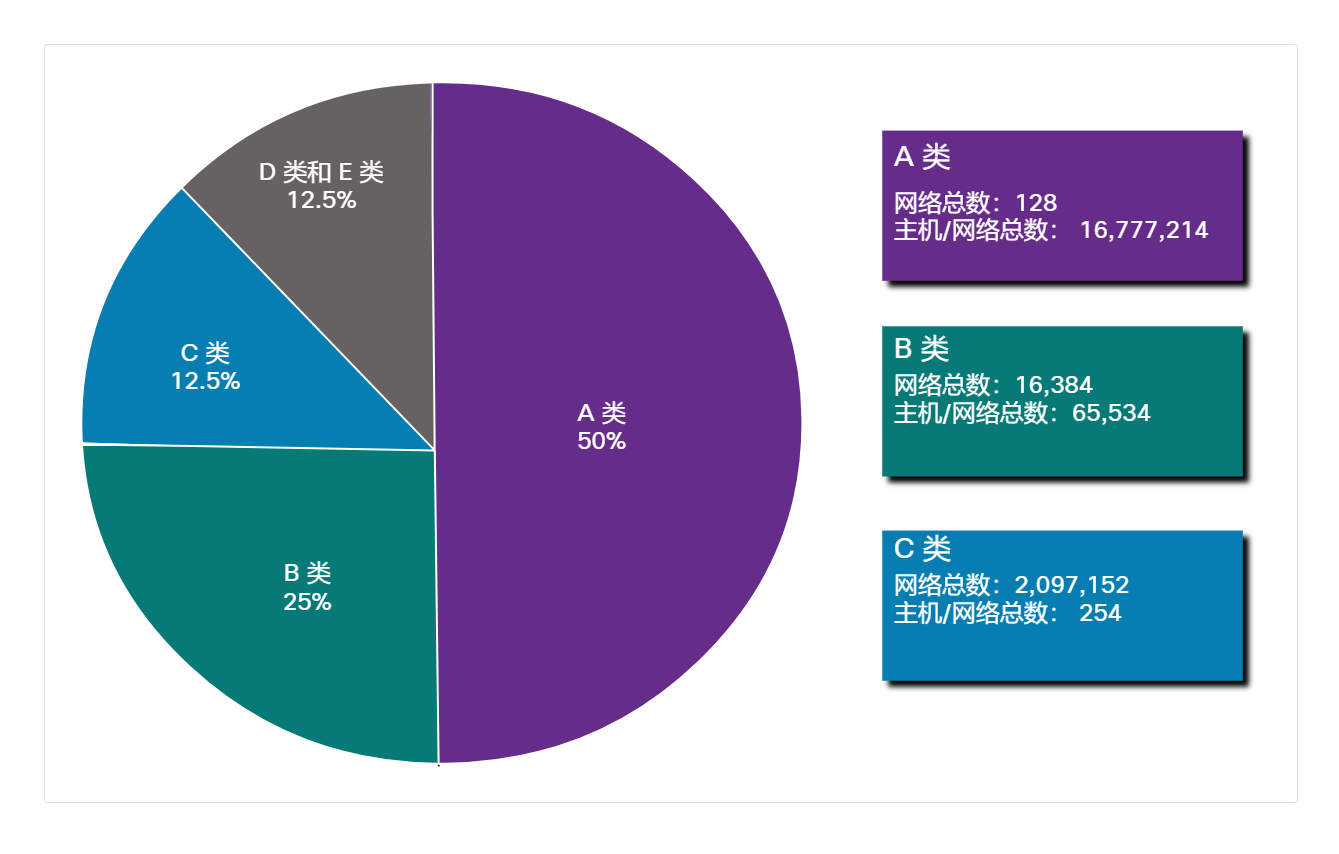 D 类和 E 类
12.5%
C 类
12.5%
A 类
50%
B 类
25%
A 类
网络总数：128
主机/网络总数： 16,777,214
B 类
网络总数：16,384
主机/网络总数：65,534
C 类
网络总数：2,097,152
主机/网络总数： 254